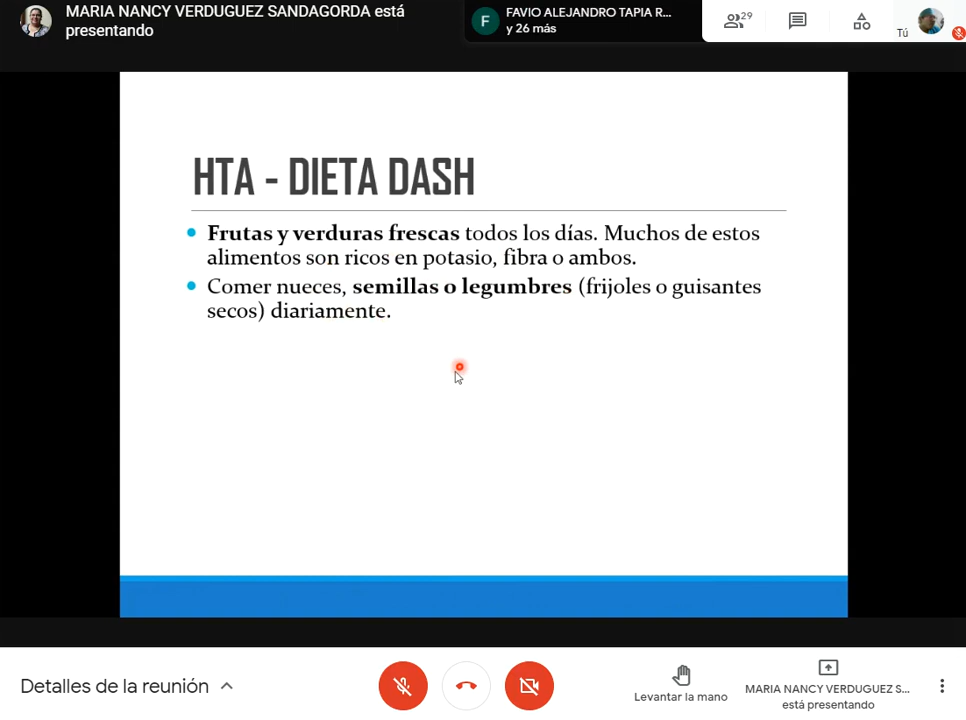 MARIA NANCY VERDUGUEZ SANDAGORDA está
presentando
F
FAVIO ALEJANDRO TAPIA R...
y 26 más
29
Tú
HTA - DIETA DASH
Frutas y verduras frescas todos los días. Muchos de estos
alimentos son ricos en potasio, fibra o ambos.
Comer nueces, semillas o legumbres (frijoles o guisantes
secos) diariamente.
Detalles de la reunión
Levantar la mano
MARIA NANCY VERDUGUEZ S...
está presentando